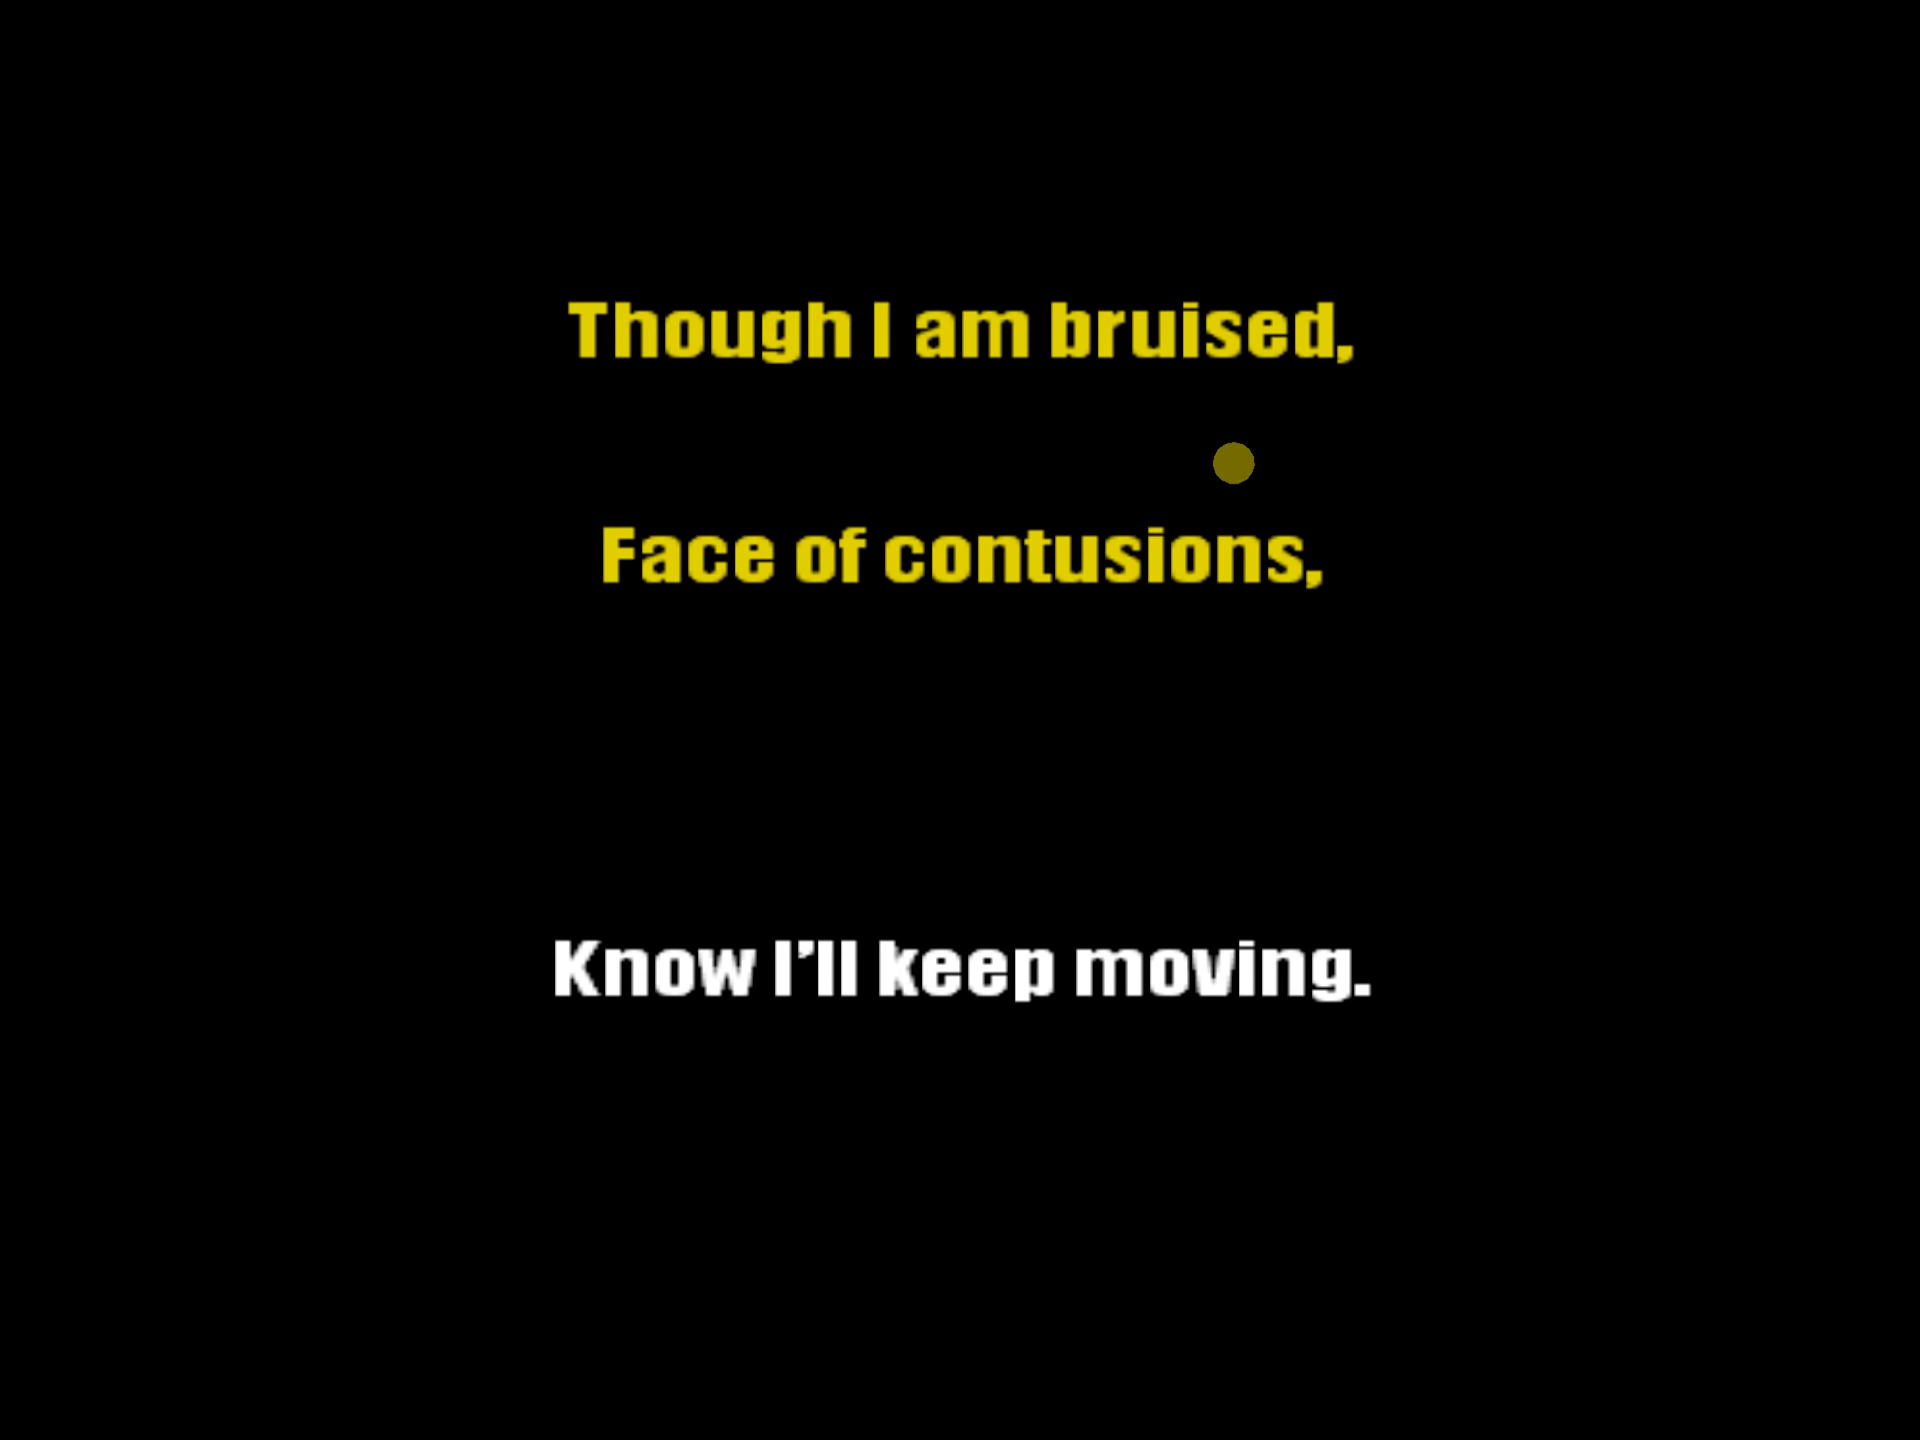 Though I am bruised,
Face of contusions,
Know I’ll keep moving.